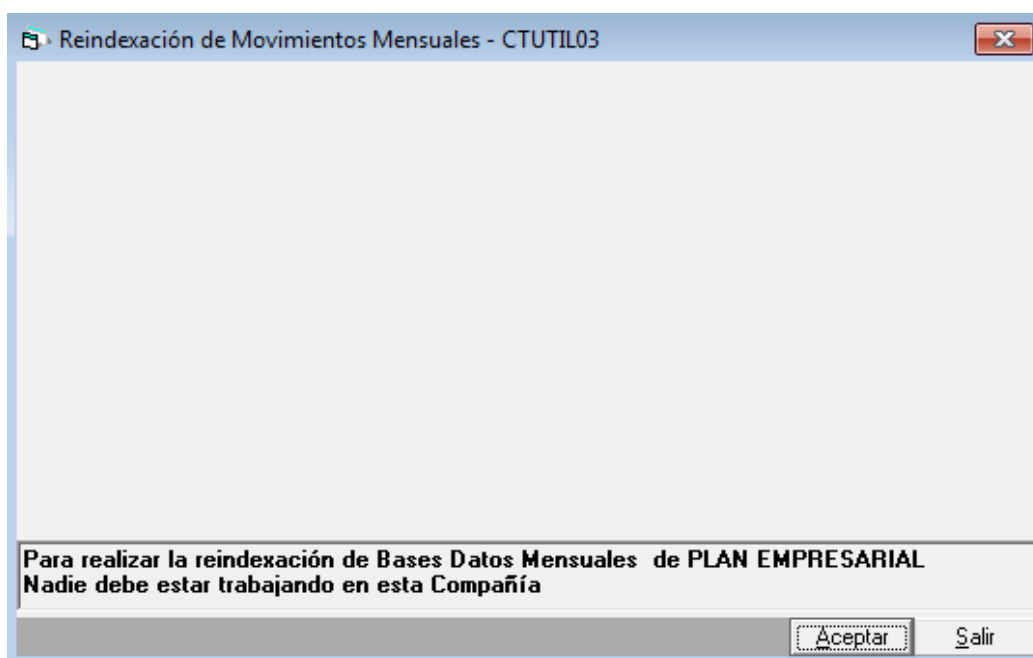 Reindexación de Movimientos Mensuales - CTUTIL03
Para realizar la reindexación de Bases Datos Mensuales  de PLAN EMPRESARIAL
Nadie debe estar trabajando en esta Compañía
Aceptar
Salir